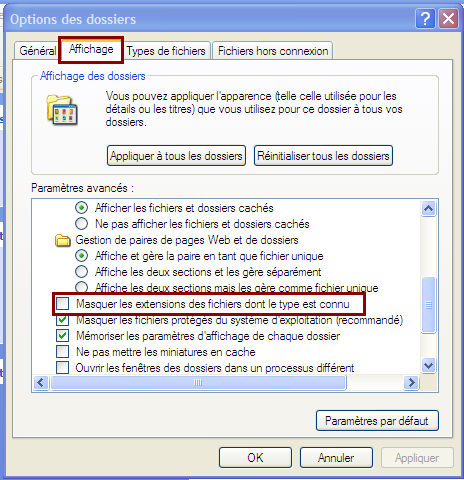 Options des dossiers
Général Affichage Types de fichiers Fichiers hors connexion
Affichage des dossiers
Vous pouvez appliquer l'apparence (telle celle utilisée pour les
détails ou les titres) que vous utilisez pour ce dossier à tous vos
dossiers.
Appliquer à tous les dossiers Réinitialiser tous les dossiers
Paramètres avancés :
Afficher les fichiers et dossiers cachés
Ne pas afficher les fichiers et dossiers cachés
Gestion de paires de pages Web et de dossiers
Affiche et gère la paire en tant que fichier unique
Affiche les deux sections et les gère séparément
Affiche les deux sections mais les gère comme fichier unique
Masquer les extensions des fichiers dont le type est connu
Masquer les fichiers protégés du système d'exploitation (recommandé)
Mémoriser les paramètres d'affichage de chaque dossier
Ne pas mettre les miniatures en cache
Ouvrir les fenêtres des dossiers dans un processus différent
Paramètres par défaut
OK Annuler Appliquer